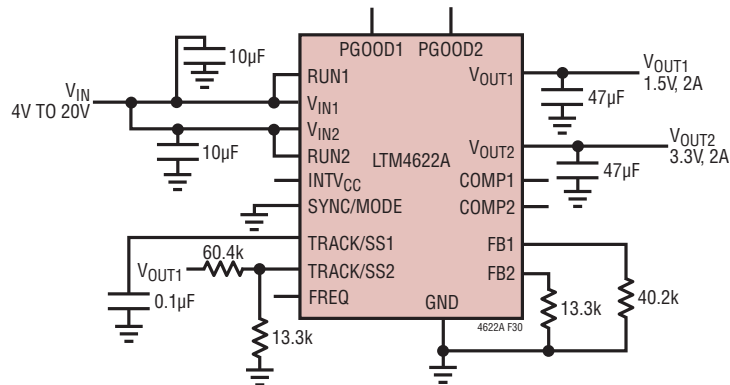 PGOOD1 PGOOD2
10µF
RUN1
VOUT1
VOUT1
1.5V, 2A
VIN
4V TO 20V
VIN1
47µF
VIN2
10µF
RUN2
LTM4622A
VOUT2
VOUT2
3.3V, 2A
INTVCC
COMP1
47µF
SYNC/MODE
COMP2
TRACK/SS1
FB1
60.4k
VOUT1
TRACK/SS2
FB2
0.1µF
FREQ
GND
13.3k
40.2k
13.3k
4622A F30